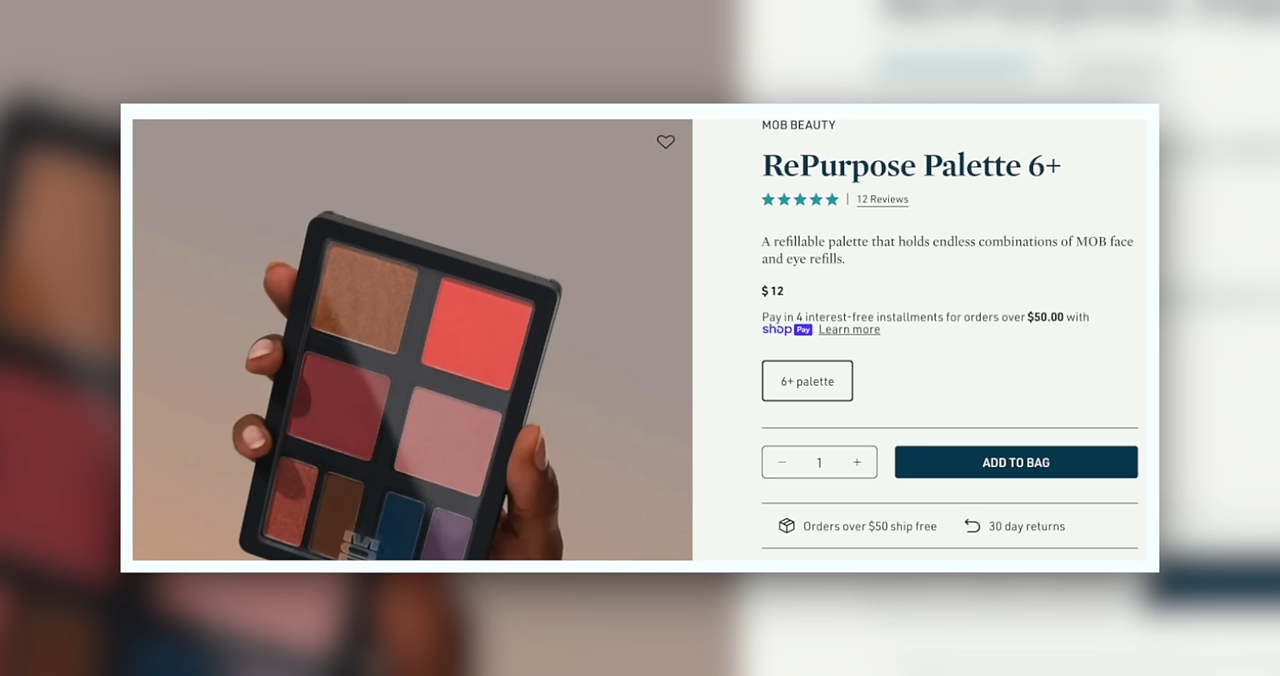 MOB BEAUTY
RePurpose Palette 6+
12 Reviews
A refillable palette that holds endless combinations of MOB face
and eye refills.
$12
Pay in 4 interest-free installments for orders over $50.00 with
shop Pay Learn more
6+ palette
− 1 + ADD TO BAG
Orders over $50 ship free 30 day returns